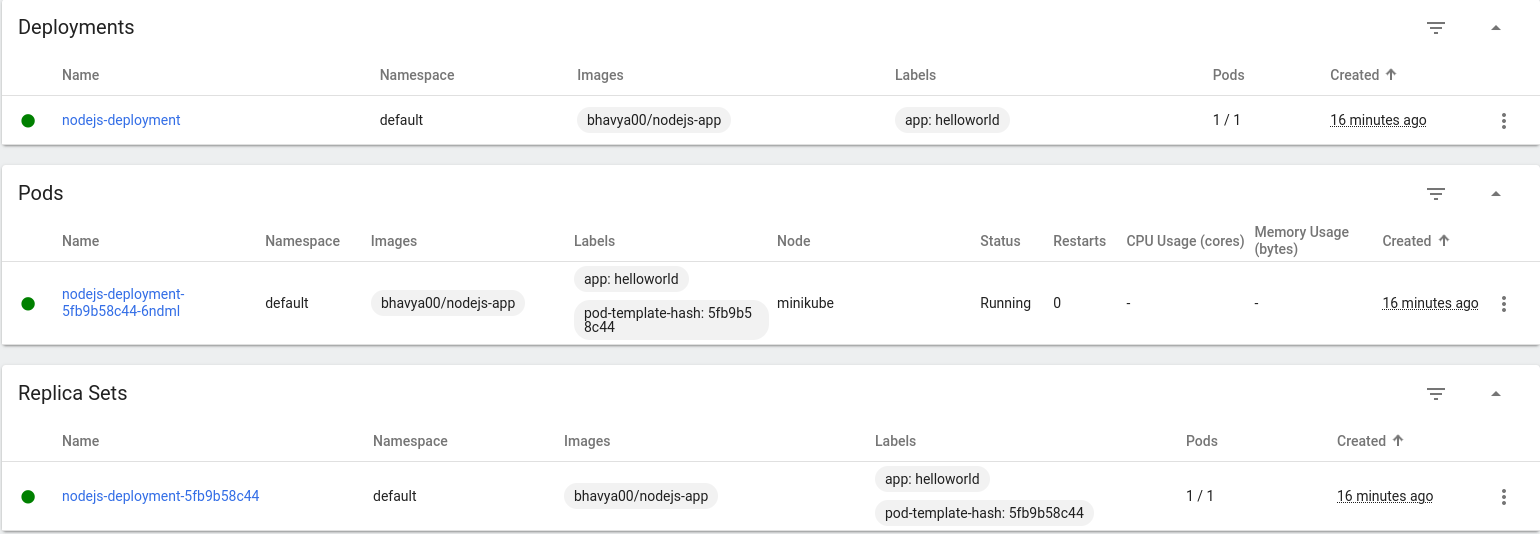 Deployments
Name Namespace Images Labels Pods Created
nodejs-deployment default bhavya00/nodejs-app app: helloworld 1 / 1 16 minutes ago
Pods
Name Namespace Images Labels Node Status Restarts CPU Usage (cores) Memory Usage
(bytes) Created
app: helloworld
nodejs-deployment-
5fb9b58c44-6ndml default bhavya00/nodejs-app pod-template-hash: 5fb9b5
8c44 minikube Running 0 - - 16 minutes ago
Replica Sets
Name Namespace Images Labels Pods Created
app: helloworld
nodejs-deployment-5fb9b58c44 default bhavya00/nodejs-app 1 / 1 16 minutes ago
pod-template-hash: 5fb9b58c44